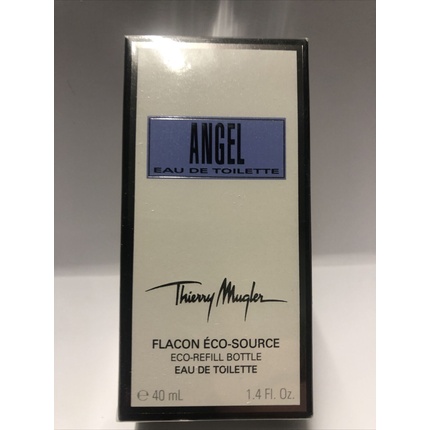 ANGEL
EAU DE TOILETTE
Thierry Mugler
FLACON ÉCO-SOURCE
ECO-REFILL BOTTLE
EAU DE TOILETTE
℮ 40 mL 1.4 Fl. Oz.